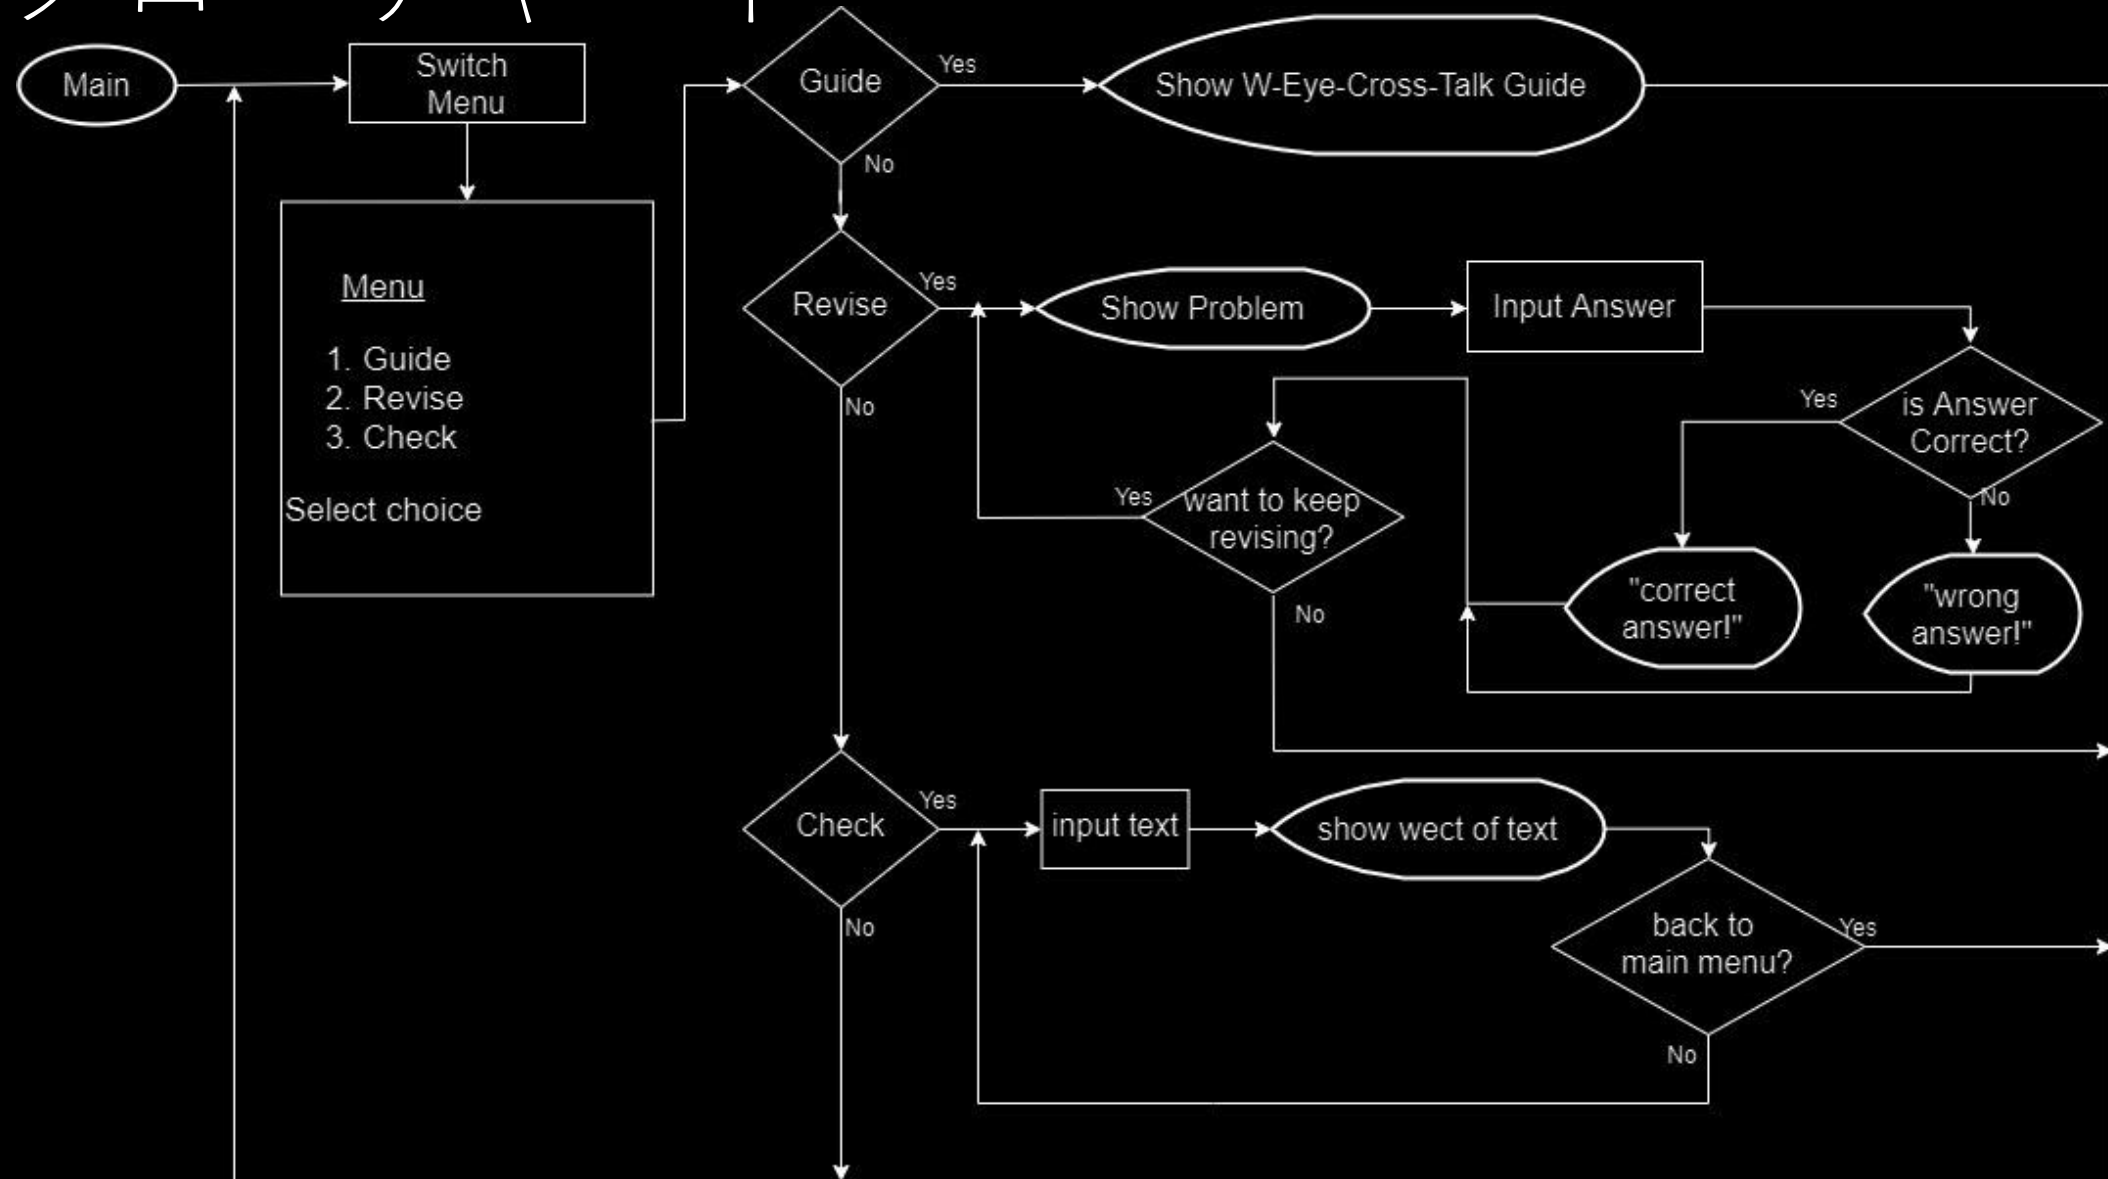 Main
Switch
Menu
Menu
1. Guide
2. Revise
3. Check
Select choice
Guide
Yes
No
Show W-Eye-Cross-Talk Guide
Revise
Yes
No
Show Problem
Input Answer
is Answer
Correct?
Yes
No
"correct
answer!"
"wrong
answer!"
want to keep
revising?
Yes
No
Check
Yes
No
input text
show wect of text
back to
main menu?
Yes
No